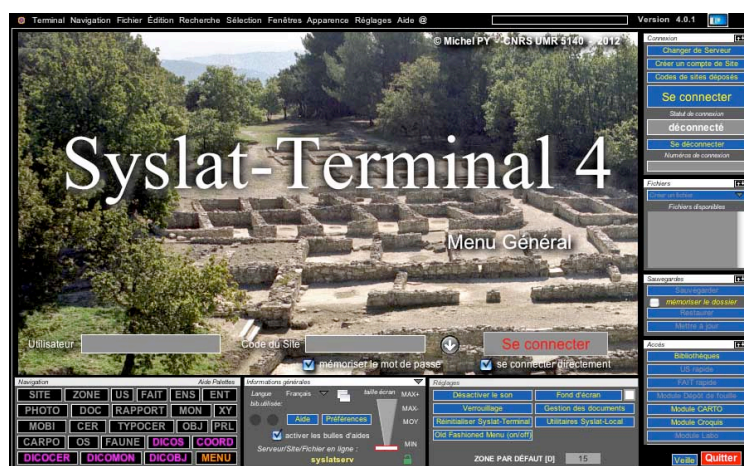 Terminal Navigation Fichier Édition Recherche Sélection Fenêtres Apparence Réglages Aide @ Version 4.0.1
© Michel PY - CNRS UMR 5140 - 2012
Syslat-Terminal 4
Menu Général
Utilisateur Code du Site Se connecter
mémoriser le mot de passe se connecter directement
Connexion
Changer de Serveur
Créer un compte de Site
Codes de sites déposés
Se connecter
Statut de connexion
déconnecté
Se déconnecter
Numéros de connexion
Fichiers
Créer un fichier
Fichiers disponibles
Sauvegardes
Sauvegarder
mémoriser le dossier
Restaurer
Mettre à jour
Accès
Bibliothèques
US rapide
FAIT rapide
Module Dépôt de fouille
Module CARTO
Module Croquis
Module Labo
Veille Quitter
Navigation Aide Palettes
SITE ZONE US FAIT ENS ENT
PHOTO DOC RAPPORT MON XY
MOBI CER TYPOCER OBJ PRL
CARPO OS FAUNE DICOS COORD
DICOCER DICOMON DICOBJ MENU
Informations générales
Langue Français taille écran MAX+
bib.utilisée: MAX-
Aide Préférences MOY
activer les bulles d'aides
MIN
Serveur/Site/Fichier en ligne :
syslatserv
Réglages
Désactiver le son Fond d'écran
Verrouillage Gestion des documents
Réinitialiser Syslat-Terminal Utilitaires Syslat-Local
Old Fashioned Menu (on/off)
ZONE PAR DÉFAUT [D] 15